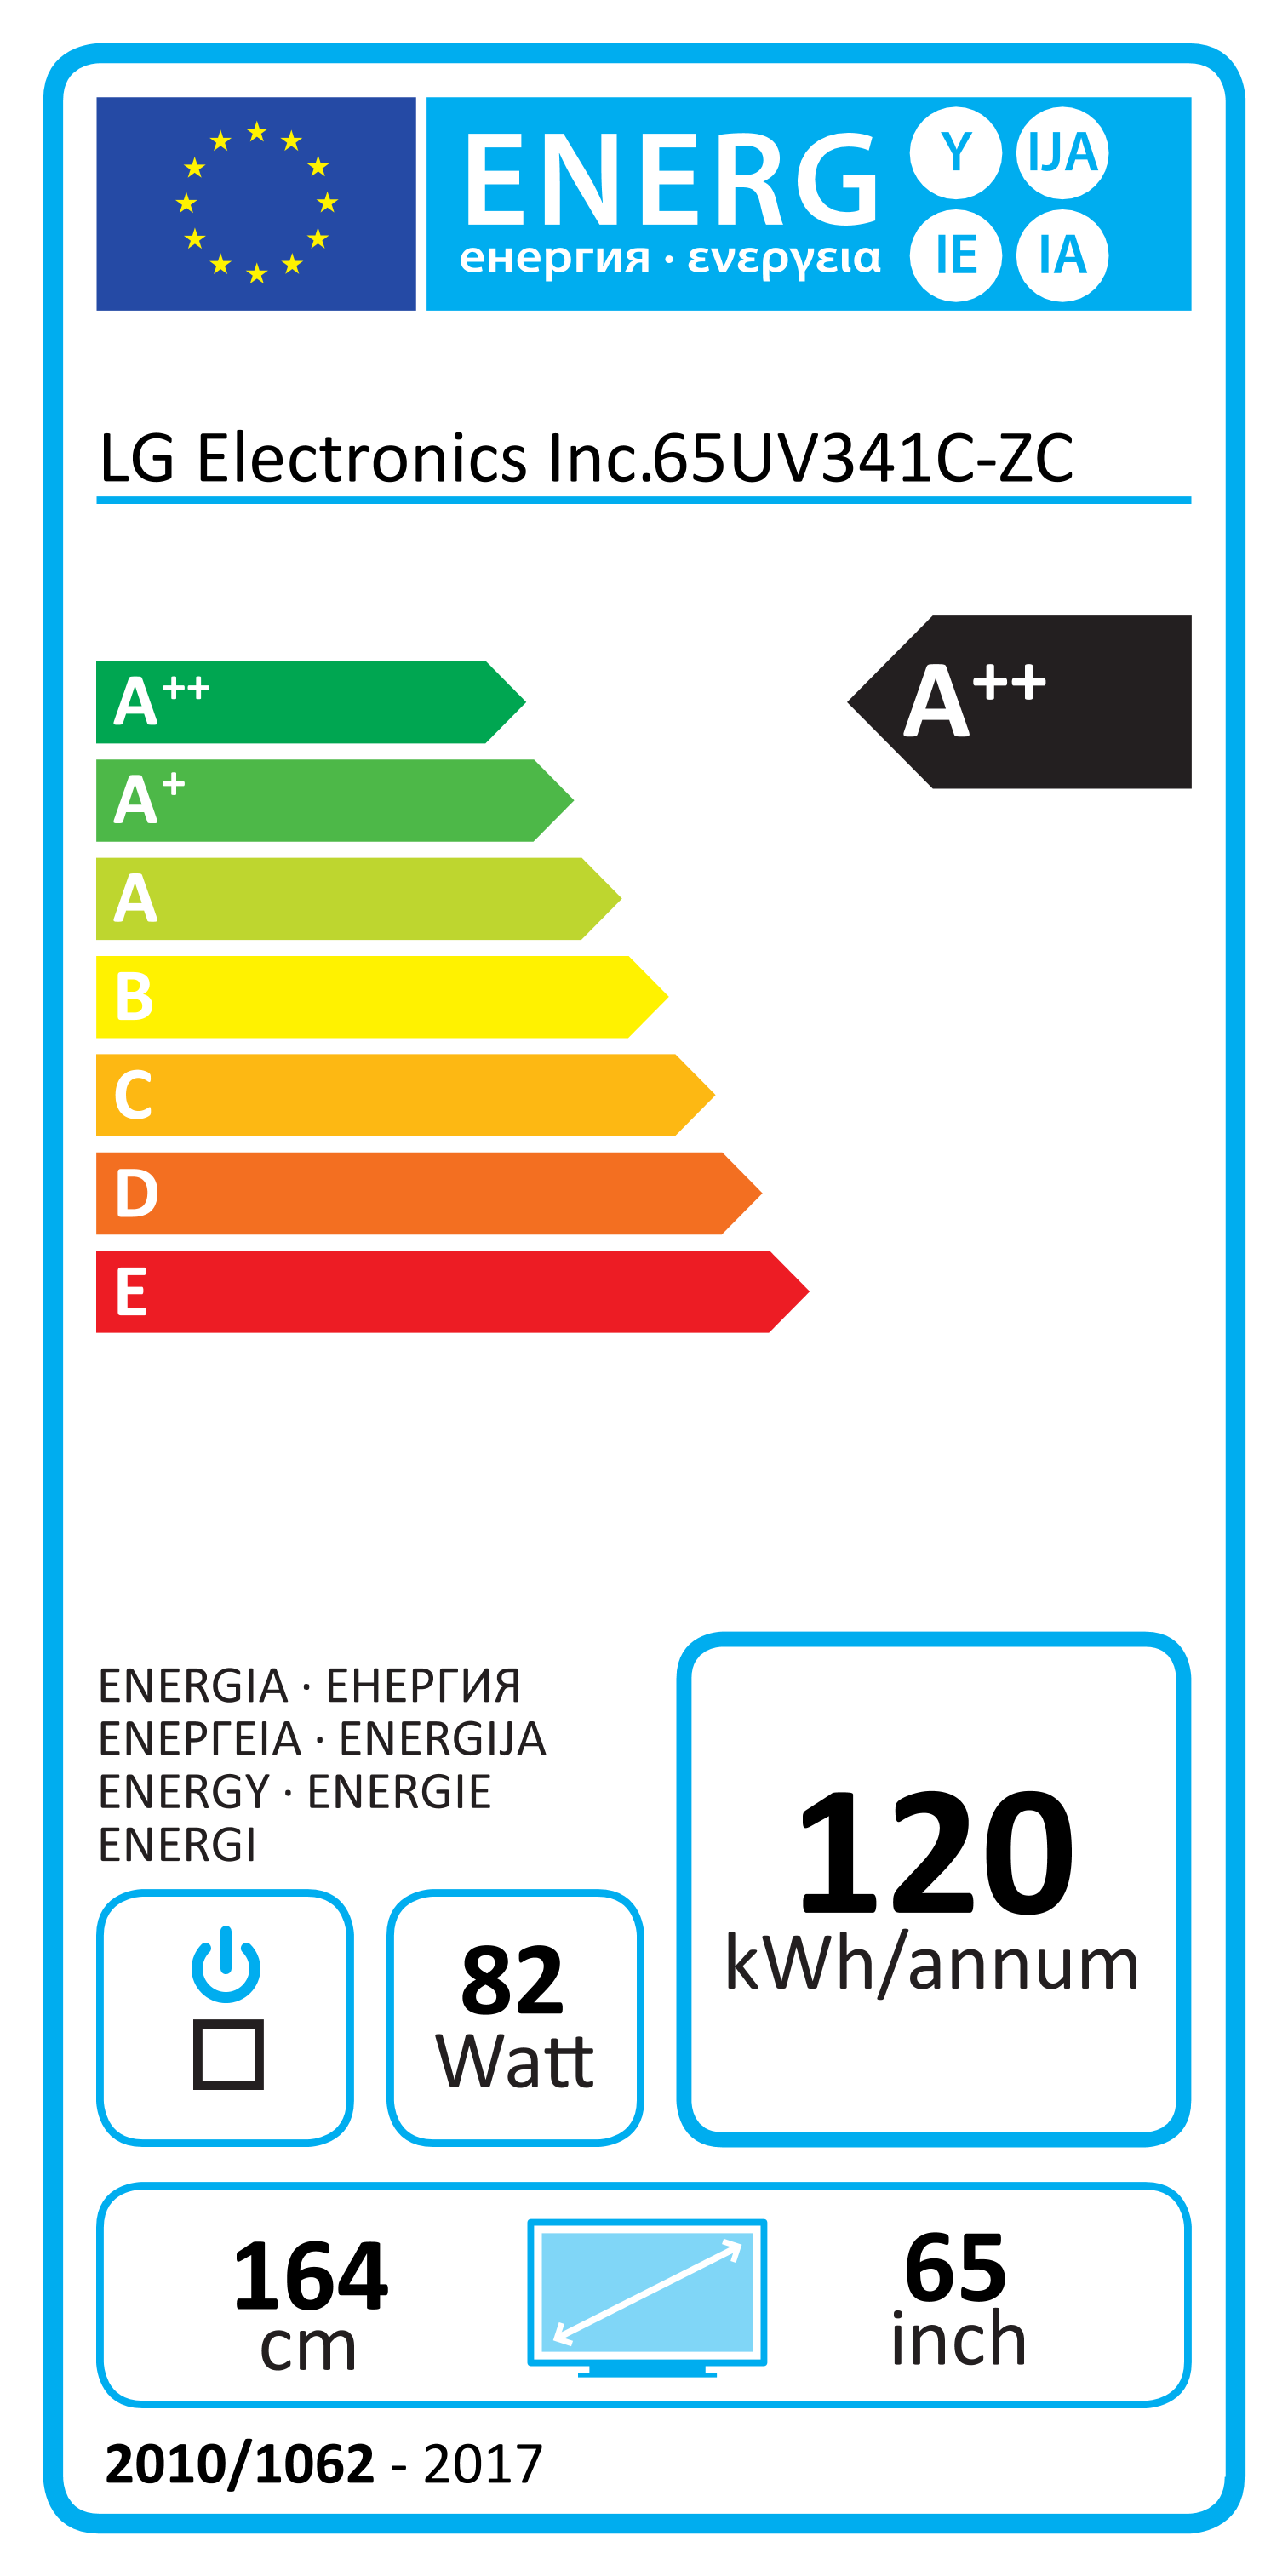 ENERG Y IJA
енергия · ενεργεια IE IA
LG Electronics Inc.65UV341C-ZC
A++
A++
A+
A
B
C
D
E
ENERGIA · ЕНЕРГИЯ
ΕΝΕΡΓΕΙΑ · ENERGIJA
ENERGY · ENERGIE
ENERGI
82
Watt
120
kWh/annum
164
cm
65
inch
2010/1062 - 2017